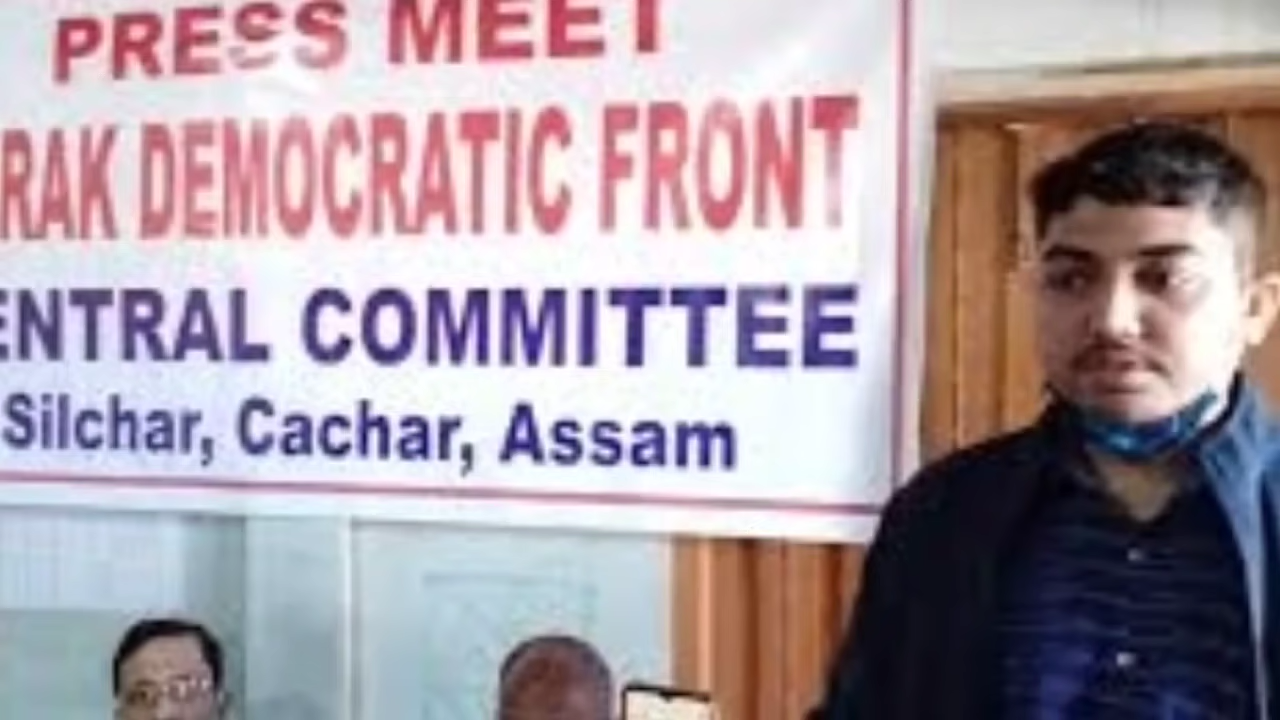 PRESS MEET
RAK DEMOCRATIC FRONT
ENTRAL COMMITTEE
Silchar, Cachar, Assam